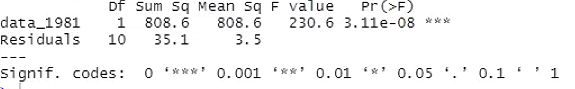 Df Sum Sq Mean Sq F value Pr(>F)
data_1981 1 808.6 808.6 230.6 3.11e-08 ***
Residuals 10 35.1 3.5
---
Signif. codes: 0 ‘***’ 0.001 ‘**’ 0.01 ‘*’ 0.05 ‘.’ 0.1 ‘ ’ 1